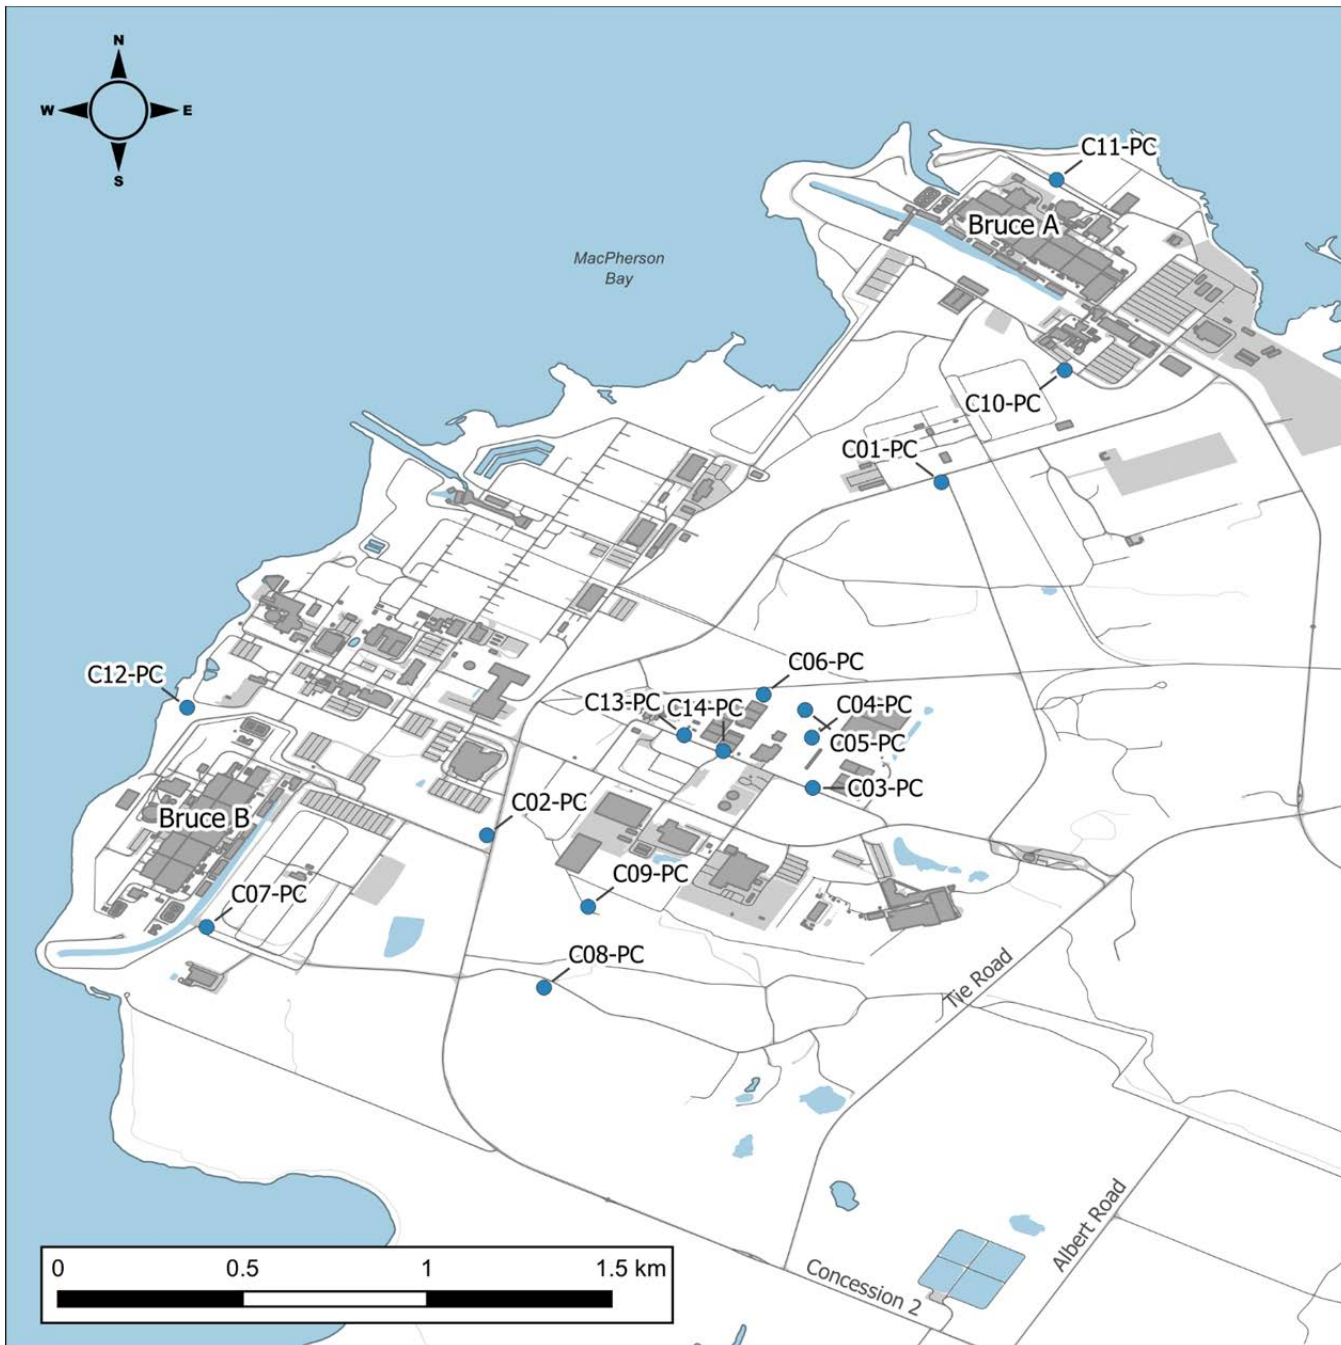 N
W E
S
C11-PC
Bruce A
MacPherson
Bay
C10-PC
C01-PC
C06-PC
C12-PC
C13-PC
C14-PC
C04-PC
C05-PC
C03-PC
C02-PC
Bruce B
C09-PC
C07-PC
C08-PC
Tie Road
Albert Road
Concession 2
0 0.5 1 1.5 km